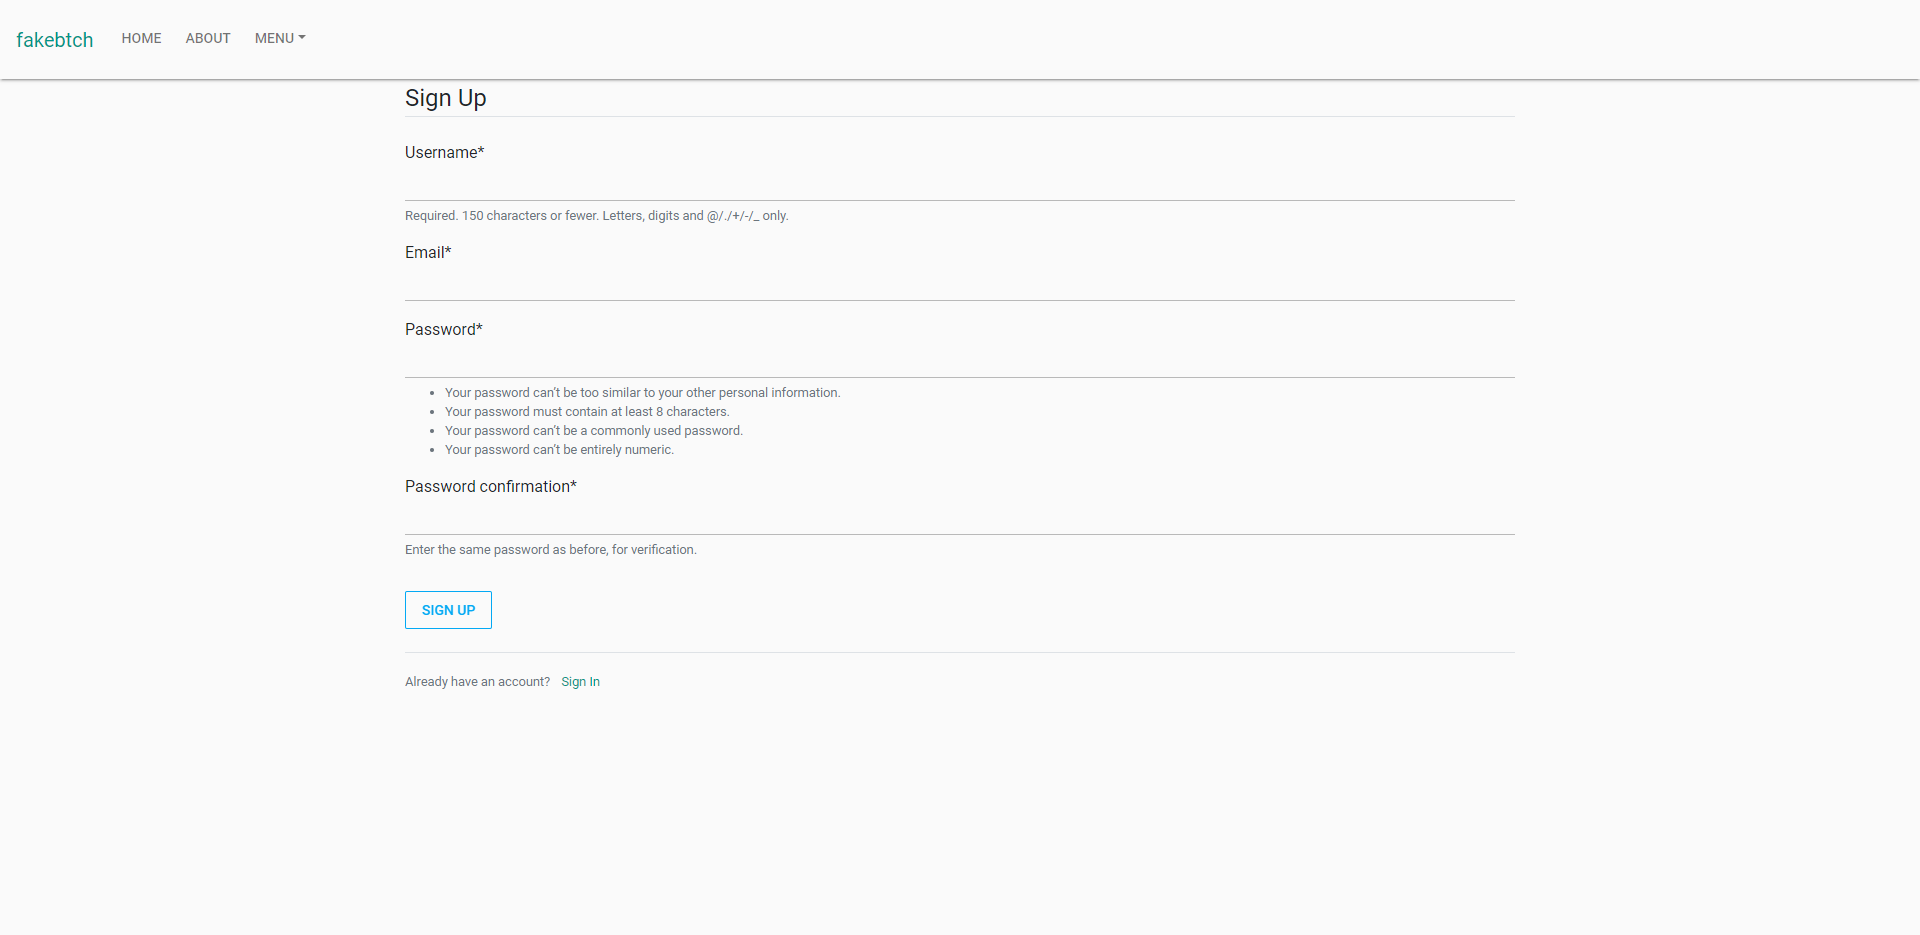 fakebtch HOME ABOUT MENU
Sign Up
Username*
Required. 150 characters or fewer. Letters, digits and @/./+/-/_ only.
Email*
Password*
Your password can't be too similar to your other personal information.
Your password must contain at least 8 characters.
Your password can't be a commonly used password.
Your password can't be entirely numeric.
Password confirmation*
Enter the same password as before, for verification.
SIGN UP
Already have an account? Sign In